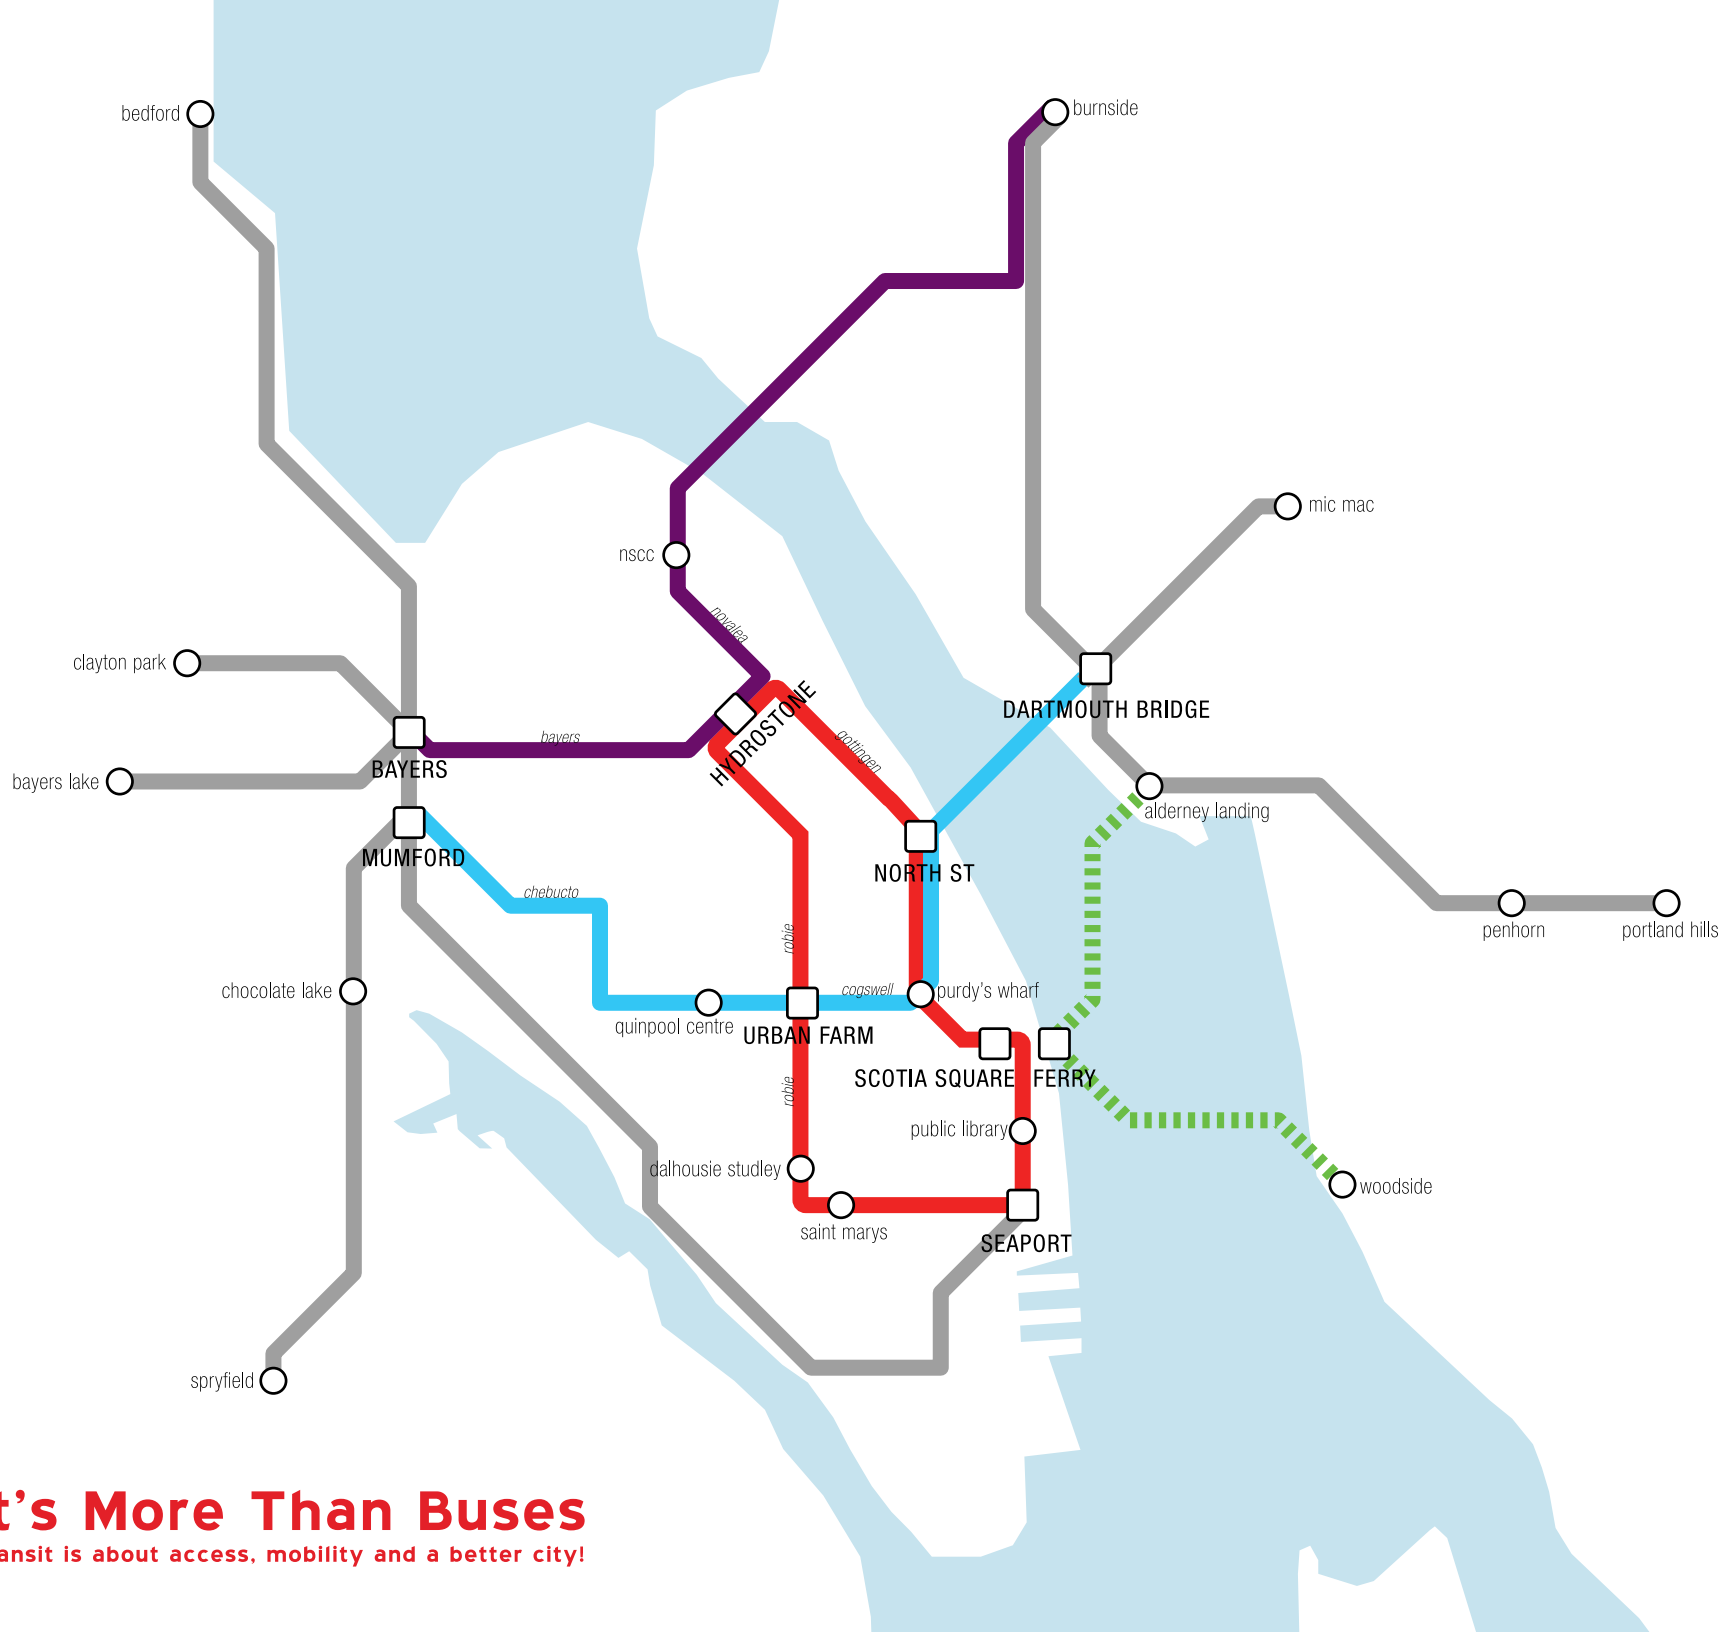 bedford
burnside
mic mac
nscc
novalea
clayton park
HYDROSTONE
DARTMOUTH BRIDGE
bayers
gottingen
BAYERS
bayers lake
alderney landing
MUMFORD
NORTH ST
chebucto
robie
penhorn
portland hills
chocolate lake
cogswell
purdy's wharf
quinpool centre
URBAN FARM
SCOTIA SQUARE
FERRY
robie
public library
dalhousie studley
woodside
saint marys
SEAPORT
spryfield
t's More Than Buses
ansit is about access, mobility and a better city!